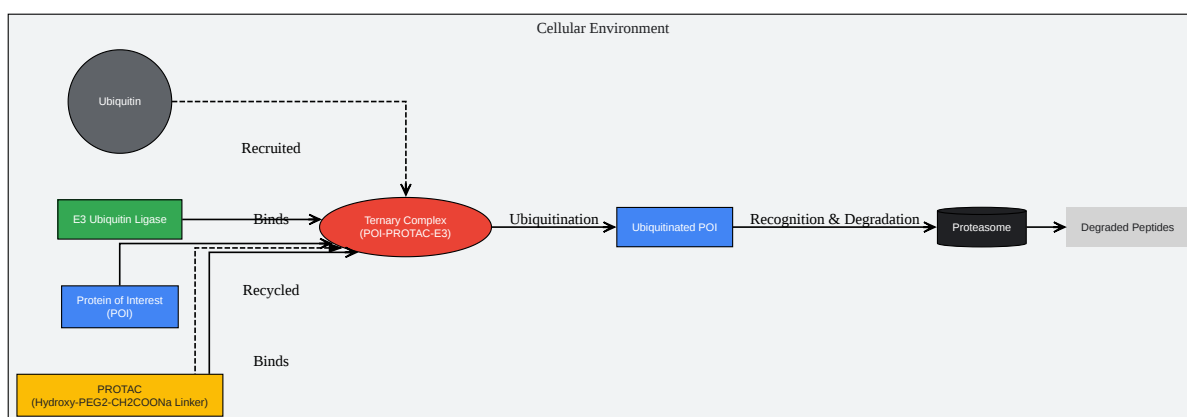 Cellular Environment
Ubiquitin
Recruited
E3 Ubiquitin Ligase
Binds
Ternary Complex
(POI-PROTAC-E3)
Ubiquitination
Ubiquitinated POI
Recognition & Degradation
Proteasome
Degraded Peptides
Protein of Interest
(POI)
Recycled
Binds
PROTAC
(Hydroxy-PEG2-CH2COONa Linker)